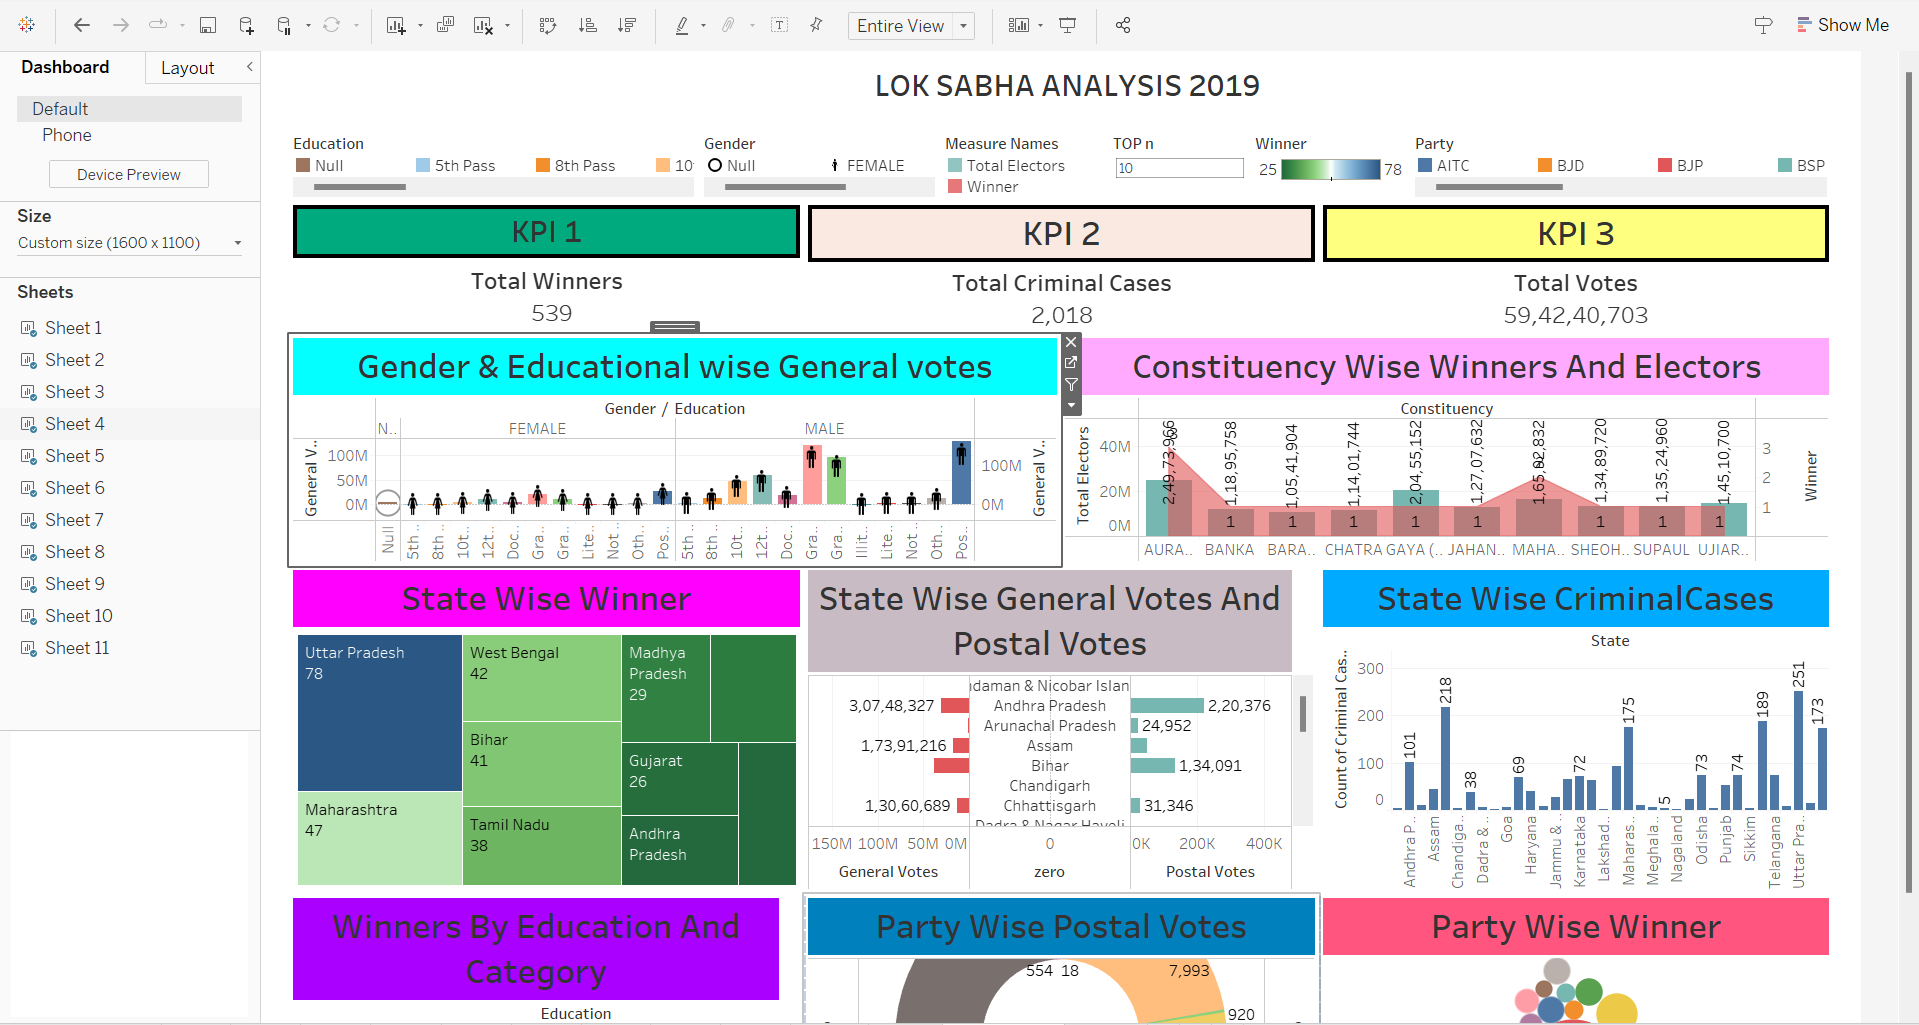 Entire View
Show Me
Dashboard
Layout
Default
Phone
Device Preview
Size
Custom size (1600 x 1100)
Sheets
Sheet 1
Sheet 2
Sheet 3
Sheet 4
Sheet 5
Sheet 6
Sheet 7
Sheet 8
Sheet 9
Sheet 10
Sheet 11
LOK SABHA ANALYSIS 2019
Education
Null 5th Pass 8th Pass 10
Gender
Null FEMALE
Measure Names
Total Electors
Winner
TOP n
10
Winner
25 78
Party
AITC BJD BJP BSP
KPI 1
Total Winners
539
KPI 2
Total Criminal Cases
2,018
KPI 3
Total Votes
59,42,40,703
Gender & Educational wise General votes
Gender / Education
N.. FEMALE MALE
General V..
100M
50M
0M
100M
0M
General V..
Null 5th .. 8th .. 10t.. 12t.. Doc.. Gra.. Gra.. Lite.. Not .. Oth.. Pos.. 5th .. 8th .. 10t.. 12t.. Doc.. Gra.. Gra.. Illit.. Lite.. Not .. Oth.. Pos..
Constituency Wise Winners And Electors
Constituency
Total Electors
40M
20M
0M
2,49,73,966 1,18,95,758 1,05,41,904 1,14,01,744 2,04,55,152 1,27,07,632 1,65,02,832 1,34,89,720 1,35,24,960 1,45,10,700
1 1 1 1 1 1 1 1
3
2
1
Winner
AURA.. BANKA BARA.. CHATRA GAYA (.. JAHAN.. MAHA.. SHEOH.. SUPAUL UJIAR..
State Wise Winner
Uttar Pradesh
78
Maharashtra
47
West Bengal
42
Bihar
41
Tamil Nadu
38
Madhya
Pradesh
29
Gujarat
26
Andhra
Pradesh
State Wise General Votes And
Postal Votes
daman & Nicobar Islan
3,07,48,327 Andhra Pradesh 2,20,376
Arunachal Pradesh 24,952
1,73,91,216 Assam
Bihar 1,34,091
Chandigarh
1,30,60,689 Chhattisgarh 31,346
Dadra & Nagar Haveli
150M 100M 50M 0M 0 0K 200K 400K
General Votes zero Postal Votes
State Wise CriminalCases
State
Count of Criminal Cas..
300
200
100
0
101 218 38 69 72 175 5 73 74 189 251 173
Andhra P.. Assam Chandiga.. Dadra & .. Goa Haryana Jammu & .. Karnataka Lakshad.. Maharas.. Meghala.. Nagaland Odisha Punjab Sikkim Telangana Uttar Pra..
Winners By Education And
Category
Education
Party Wise Postal Votes
554 18 7,993
920
Party Wise Winner